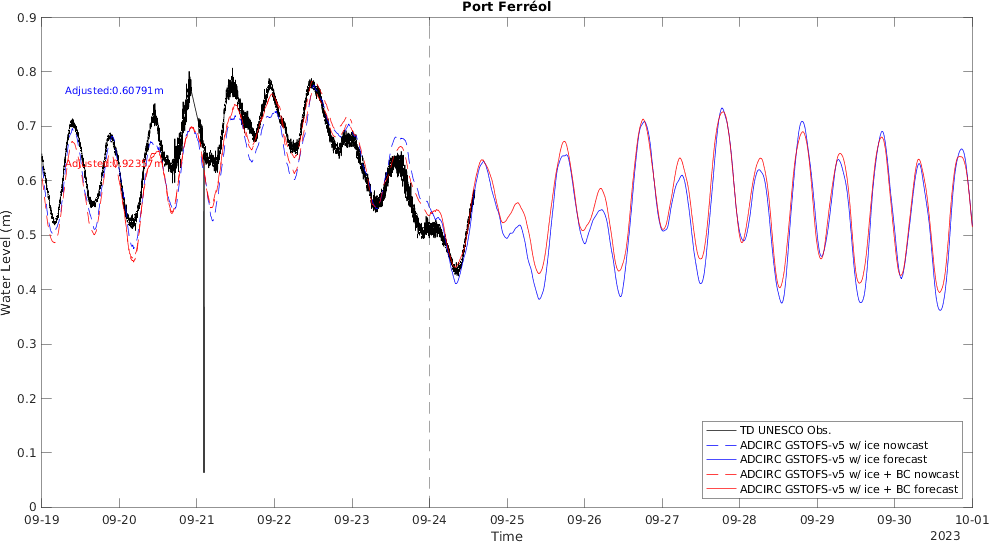 Port Ferréol
0.9
0.8
0.7
0.6
0.5
0.4
0.3
0.2
0.1
0
Water Level (m)
Adjusted:0.60791m
09-19
09-20
09-21
09-22
09-23
09-24
09-25
09-26
09-27
09-28
09-29
09-30
10-01
Time
2023
TD UNESCO Obs.
ADCIRC GSTOFS-v5 w/ ice nowcast
ADCIRC GSTOFS-v5 w/ ice forecast
ADCIRC GSTOFS-v5 w/ ice + BC nowcast
ADCIRC GSTOFS-v5 w/ ice + BC forecast